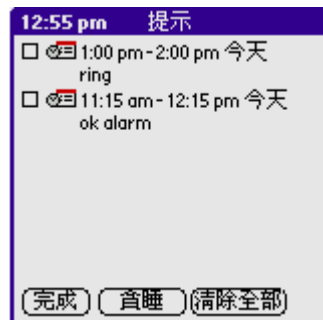 12:55 pm 提示
1:00 pm - 2:00 pm 今天
ring
11:15 am - 12:15 pm 今天
ok alarm
完成 貪睡 清除全部